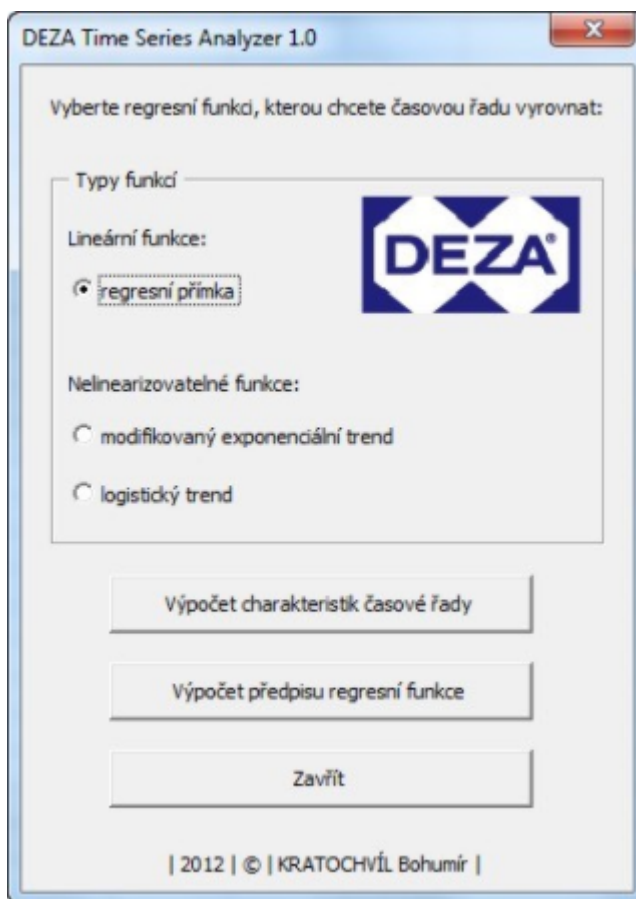 DEZA Time Series Analyzer 1.0
Vyberte regresní funkci, kterou chcete časovou řadu vyrovnat:
Typy funkcí
DEZA®
Lineární funkce:
regresní přímka
Nelinearizovatelné funkce:
modifikovaný exponenciální trend
logistický trend
Výpočet charakteristik časové řady
Výpočet předpisu regresní funkce
Zavřít
| 2012 | © | KRATOCHVÍL Bohumír |